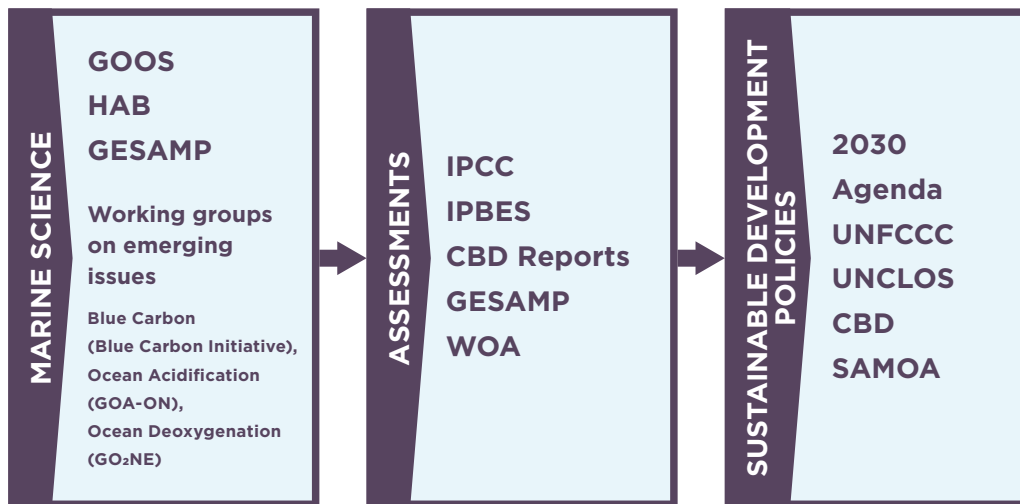 MARINE SCIENCE
GOOS
HAB
GESAMP
Working groups
on emerging
issues
Blue Carbon
(Blue Carbon Initiative),
Ocean Acidification
(GOA-ON),
Ocean Deoxygenation
(GO₂NE)
ASSESSMENTS
IPCC
IPBES
CBD Reports
GESAMP
WOA
SUSTAINABLE DEVELOPMENT
POLICIES
2030
Agenda
UNFCCC
UNCLOS
CBD
SAMOA